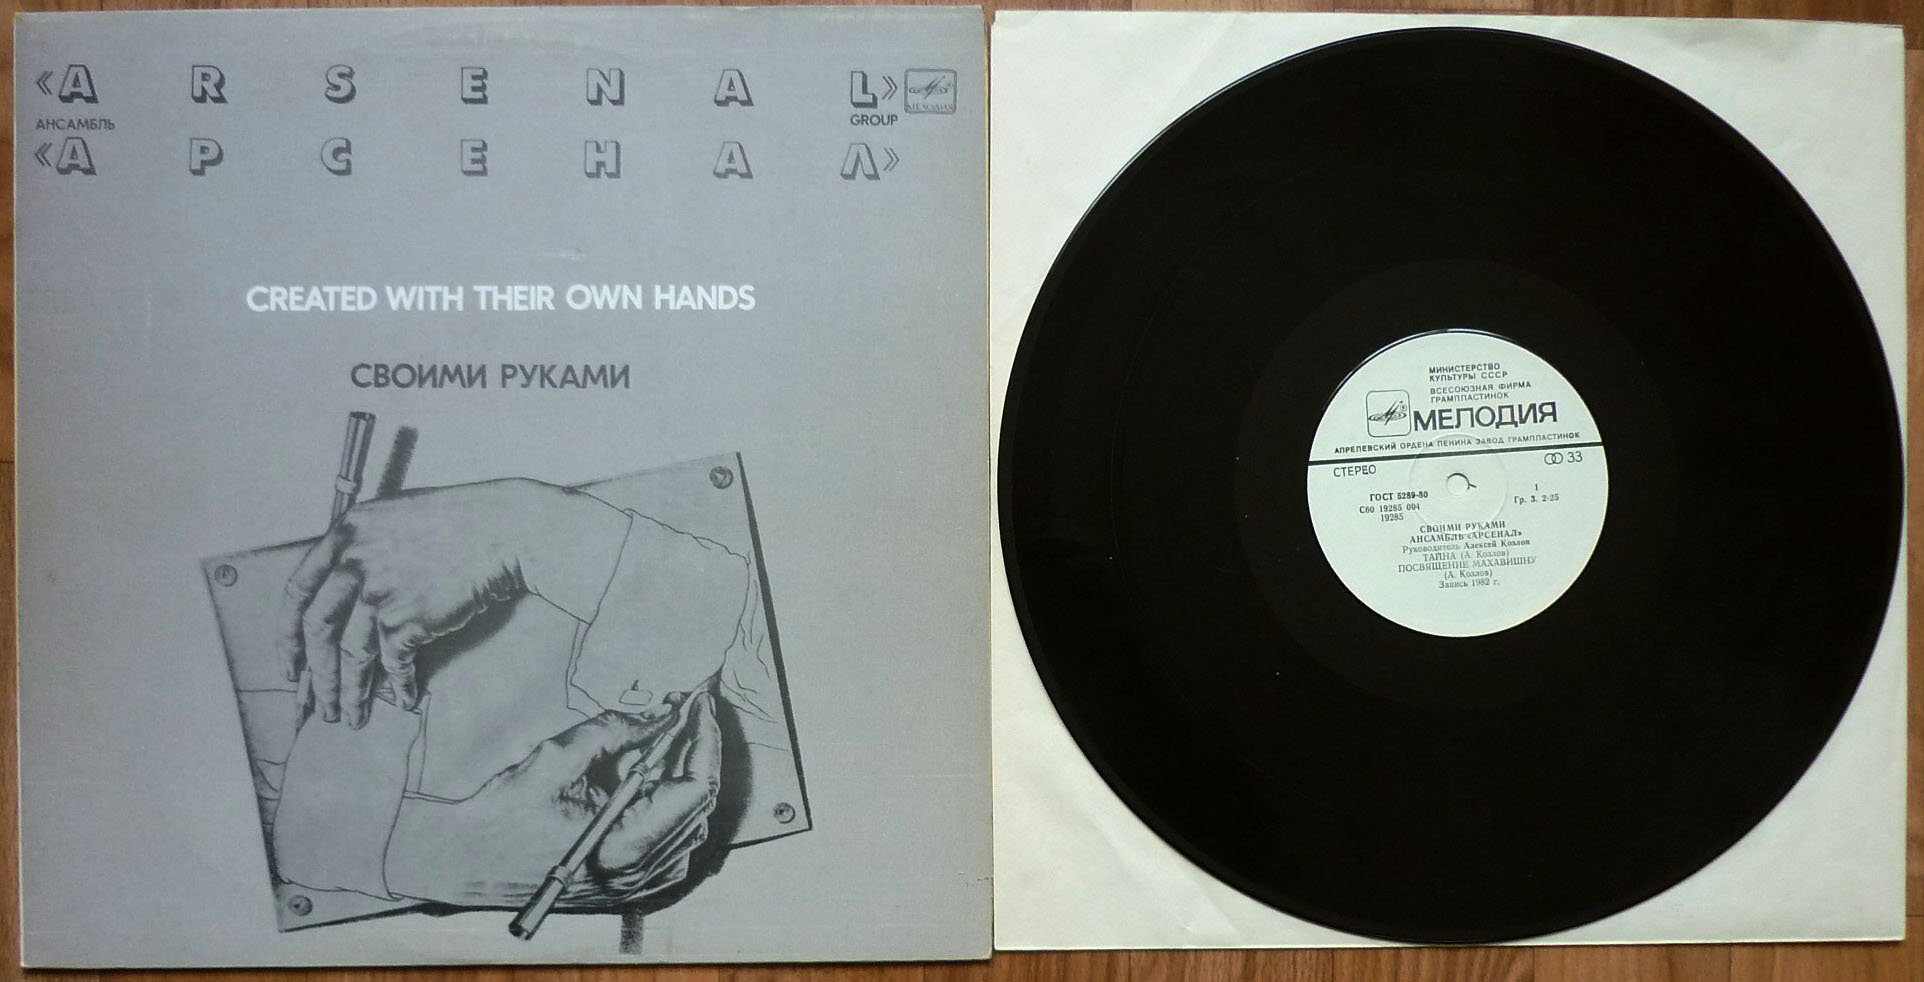 «ARSENAL»
МЕЛОДИЯ
АНСАМБЛЬ
GROUP
«АРСЕНАЛ»
CREATED WITH THEIR OWN HANDS
СВОИМИ РУКАМИ
МИНИСТЕРСТВО
КУЛЬТУРЫ СССР
ВСЕСОЮЗНАЯ ФИРМА
ГРАМПЛАСТИНОК
МЕЛОДИЯ
АПРЕЛЕВСКИЙ ОРДЕНА ЛЕНИНА ЗАВОД ГРАМПЛАСТИНОК
СТЕРЕО
33
ГОСТ 5289-80
С60 19285 004
19285
1
Гр. 3. 2-25
СВОИМИ РУКАМИ
АНСАМБЛЬ «АРСЕНАЛ»
Руководитель Алексей Козлов
ТАЙНА (А. Козлов)
ПОСВЯЩЕНИЕ МАХАВИШНУ
(А. Козлов)
Запись 1982 г.